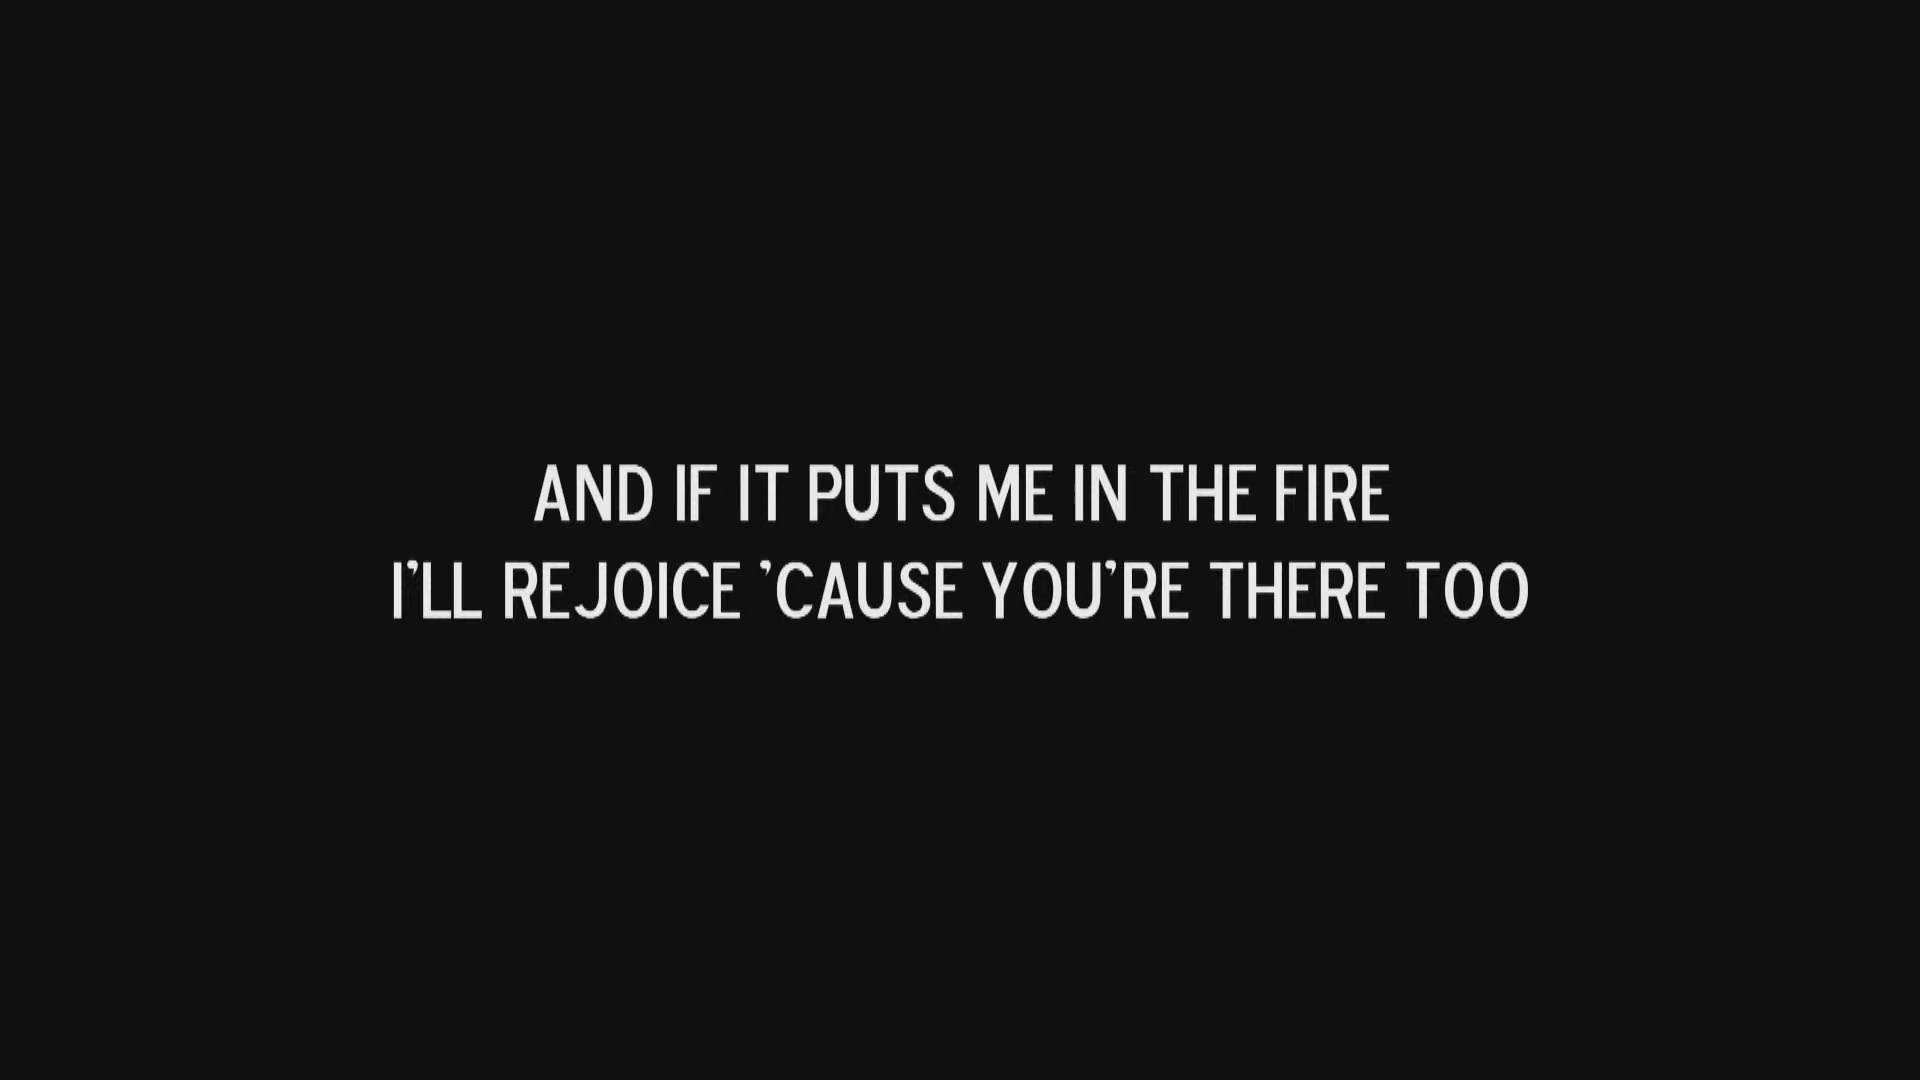 AND IF IT PUTS ME IN THE FIRE
I'LL REJOICE 'CAUSE YOU'RE THERE TOO